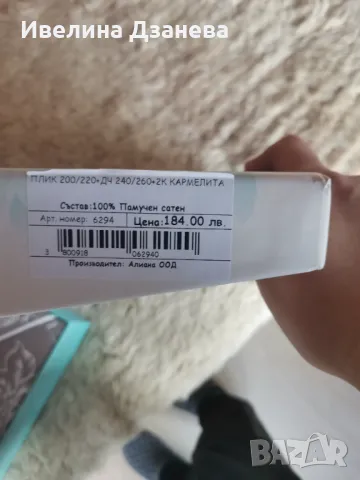 Ивелина Дзанева
ПЛИК 200/220+ДЧ 240/260+2К КАРМЕЛИТА
Състав:100% Памучен сатен
Арт. номер: 6294 Цена:184.00 лв.
3 800918 062940
Производител: Алиана ООД
BAZAR